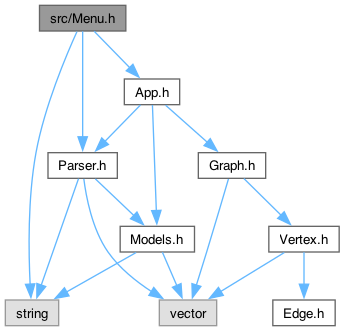 src/Menu.h
App.h
Parser.h
Graph.h
Models.h
Vertex.h
string
vector
Edge.h